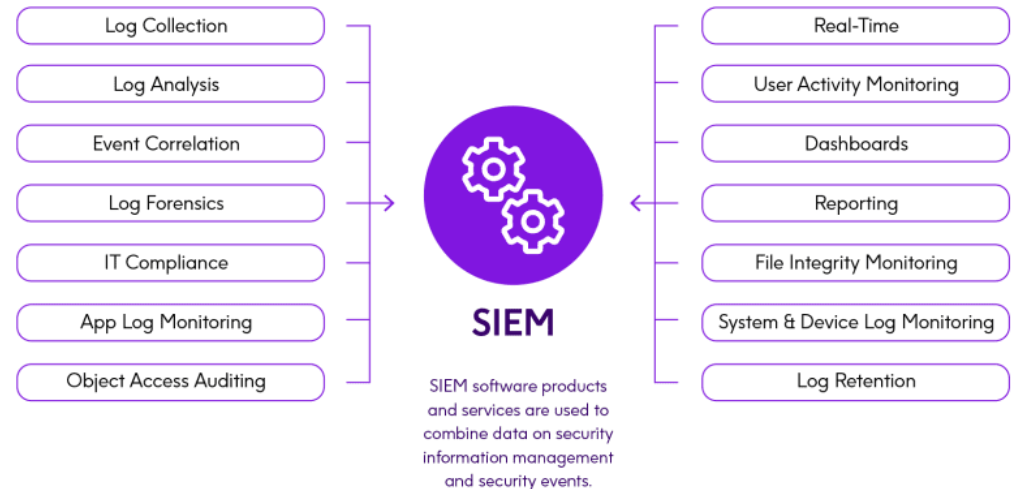 Log Collection
Log Analysis
Event Correlation
Log Forensics
IT Compliance
App Log Monitoring
Object Access Auditing
SIEM
SIEM software products
and services are used to
combine data on security
information management
and security events.
Real-Time
User Activity Monitoring
Dashboards
Reporting
File Integrity Monitoring
System & Device Log Monitoring
Log Retention